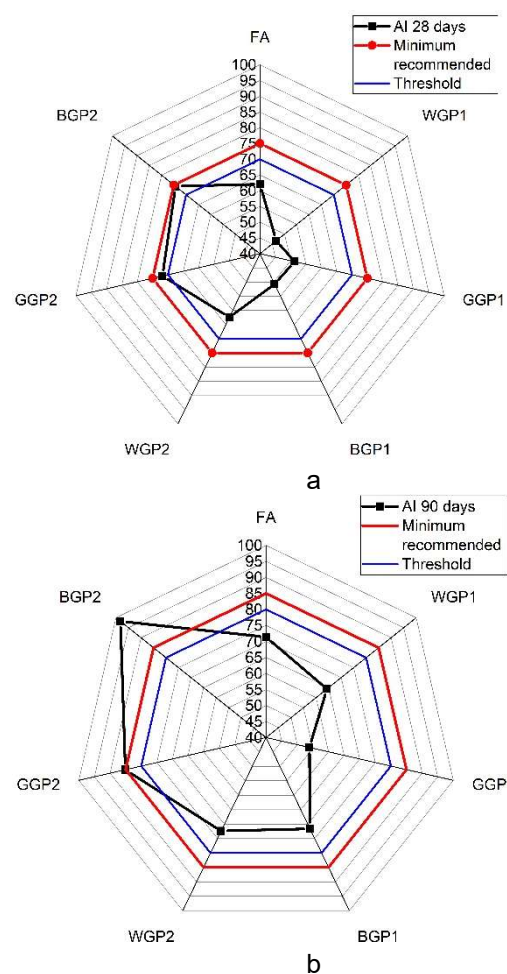 AI 28 days
Minimum
recommended
Threshold
FA
WGP1
GGP1
BGP1
WGP2
GGP2
BGP2
100
95
90
85
80
75
70
65
60
55
50
45
40
a
AI 90 days
Minimum
recommended
Threshold
FA
WGP1
GGP
BGP1
WGP2
GGP2
BGP2
100
95
90
85
80
75
70
65
60
55
50
45
40
b